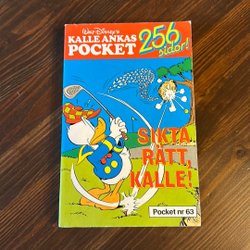 Walt Disney's
KALLE ANKAS
POCKET
256
sidor!
SIKTA
RÄTT,
KALLE!
Pocket nr 63